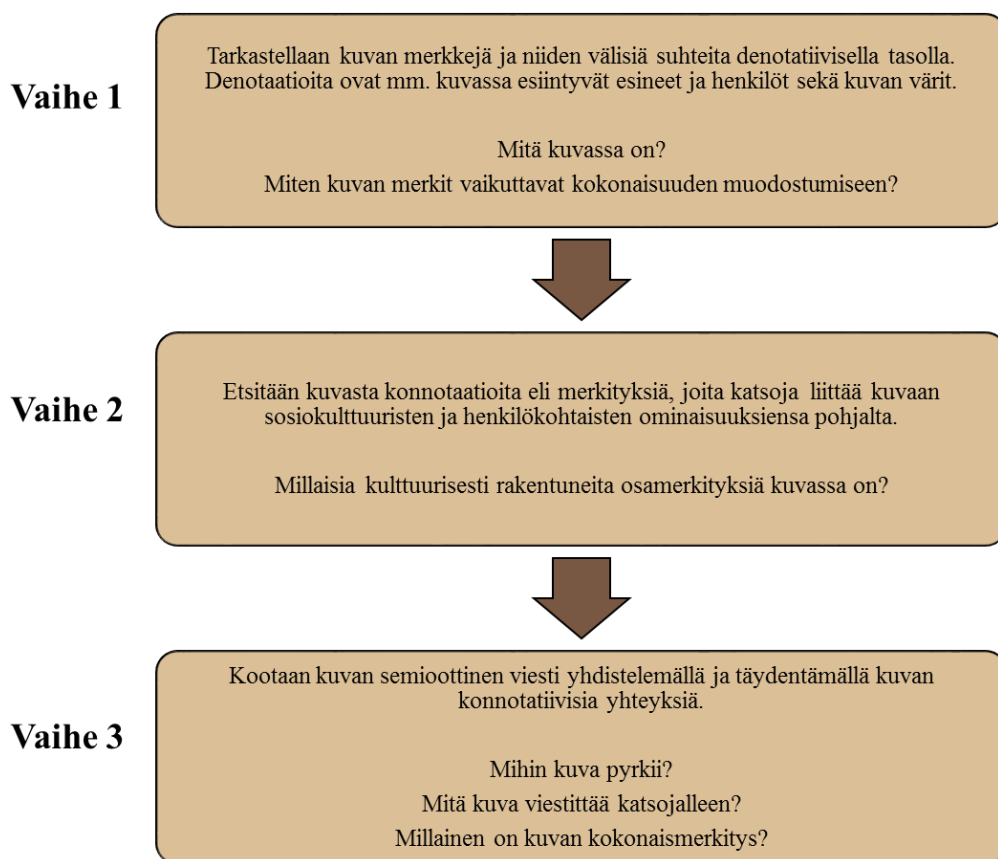 Vaihe 1
Tarkastellaan kuvan merkkejä ja niiden välisiä suhteita denotatiivisella tasolla.
Denotaatioita ovat mm. kuvassa esiintyvät esineet ja henkilöt sekä kuvan värit.
Mitä kuvassa on?
Miten kuvan merkit vaikuttavat kokonaisuuden muodostumiseen?
Vaihe 2
Etsitään kuvasta konnotaatioita eli merkityksiä, joita katsoja liittää kuvaan
sosiokulttuuristen ja henkilökohtaisten ominaisuuksiensa pohjalta.
Millaisia kulttuurisesti rakentuneita osamerkityksiä kuvassa on?
Vaihe 3
Kootaan kuvan semioottinen viesti yhdistelemällä ja täydentämällä kuvan
konnotatiivisia yhteyksiä.
Mihin kuva pyrkii?
Mitä kuva viestittää katsojalleen?
Millainen on kuvan kokonaismerkitys?